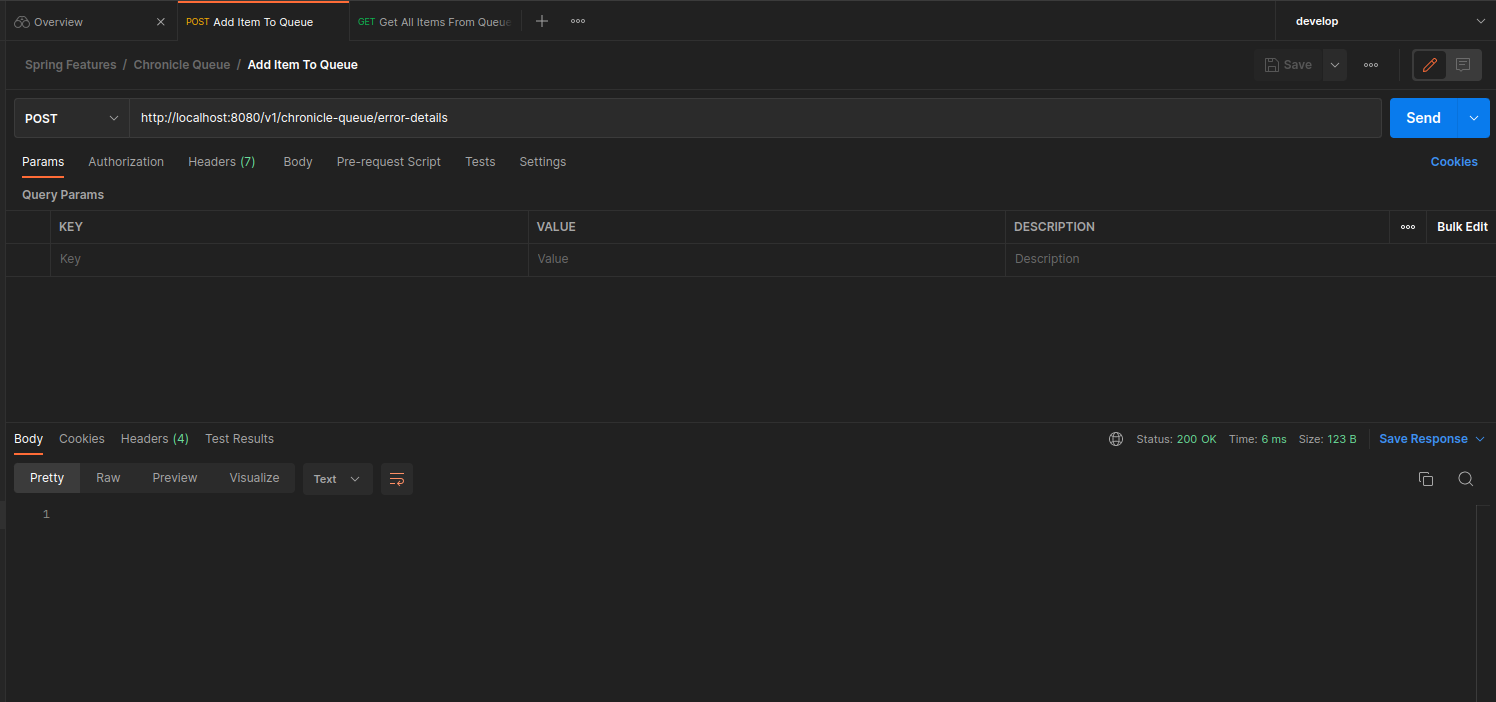 Overview
POST Add Item To Queue
GET Get All Items From Queue
develop
Spring Features / Chronicle Queue / Add Item To Queue
Save
POST
http://localhost:8080/v1/chronicle-queue/error-details
Send
Params Authorization Headers (7) Body Pre-request Script Tests Settings
Cookies
Query Params
KEY VALUE DESCRIPTION Bulk Edit
Key Value Description
Body Cookies Headers (4) Test Results
Status: 200 OK Time: 6 ms Size: 123 B Save Response
Pretty Raw Preview Visualize Text
1